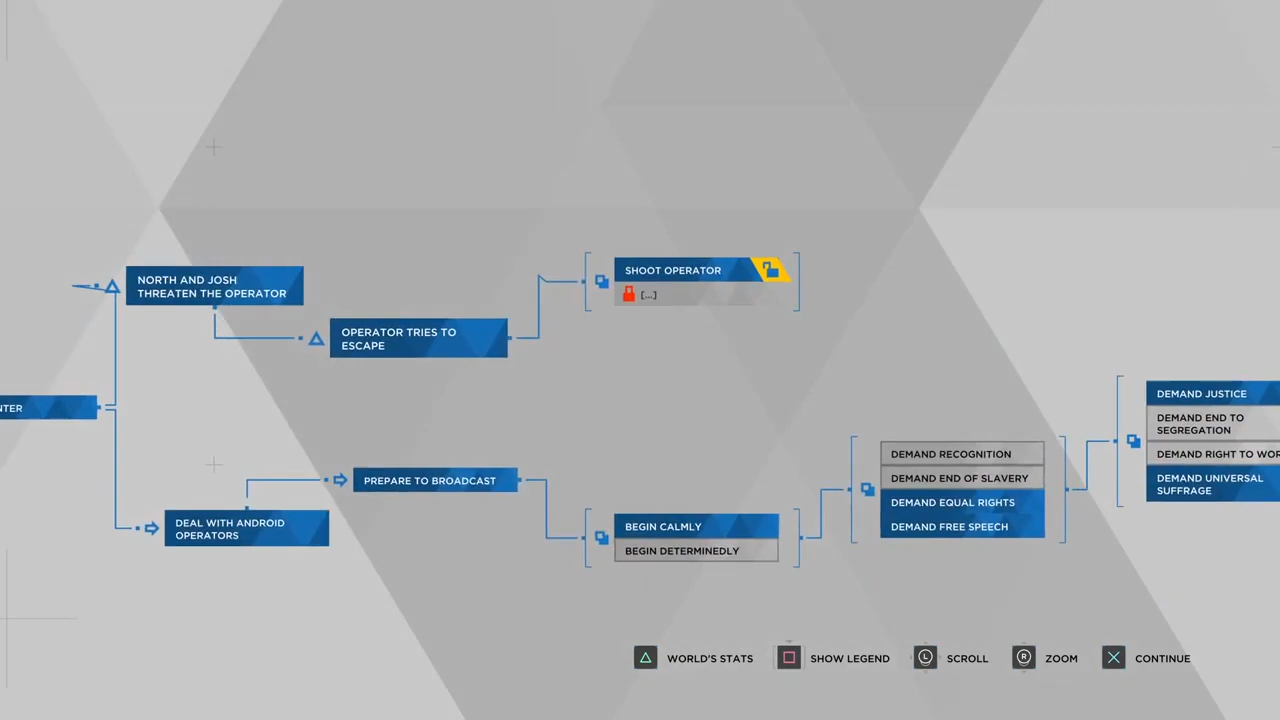 NORTH AND JOSH
THREATEN THE OPERATOR
SHOOT OPERATOR
[...]
OPERATOR TRIES TO
ESCAPE
NTER
DEMAND JUSTICE
DEMAND END TO
SEGREGATION
DEMAND RIGHT TO WOR
DEMAND UNIVERSAL
SUFFRAGE
DEMAND RECOGNITION
DEMAND END OF SLAVERY
DEMAND EQUAL RIGHTS
DEMAND FREE SPEECH
PREPARE TO BROADCAST
DEAL WITH ANDROID
OPERATORS
BEGIN CALMLY
BEGIN DETERMINEDLY
WORLD'S STATS
SHOW LEGEND
L SCROLL
R ZOOM
CONTINUE